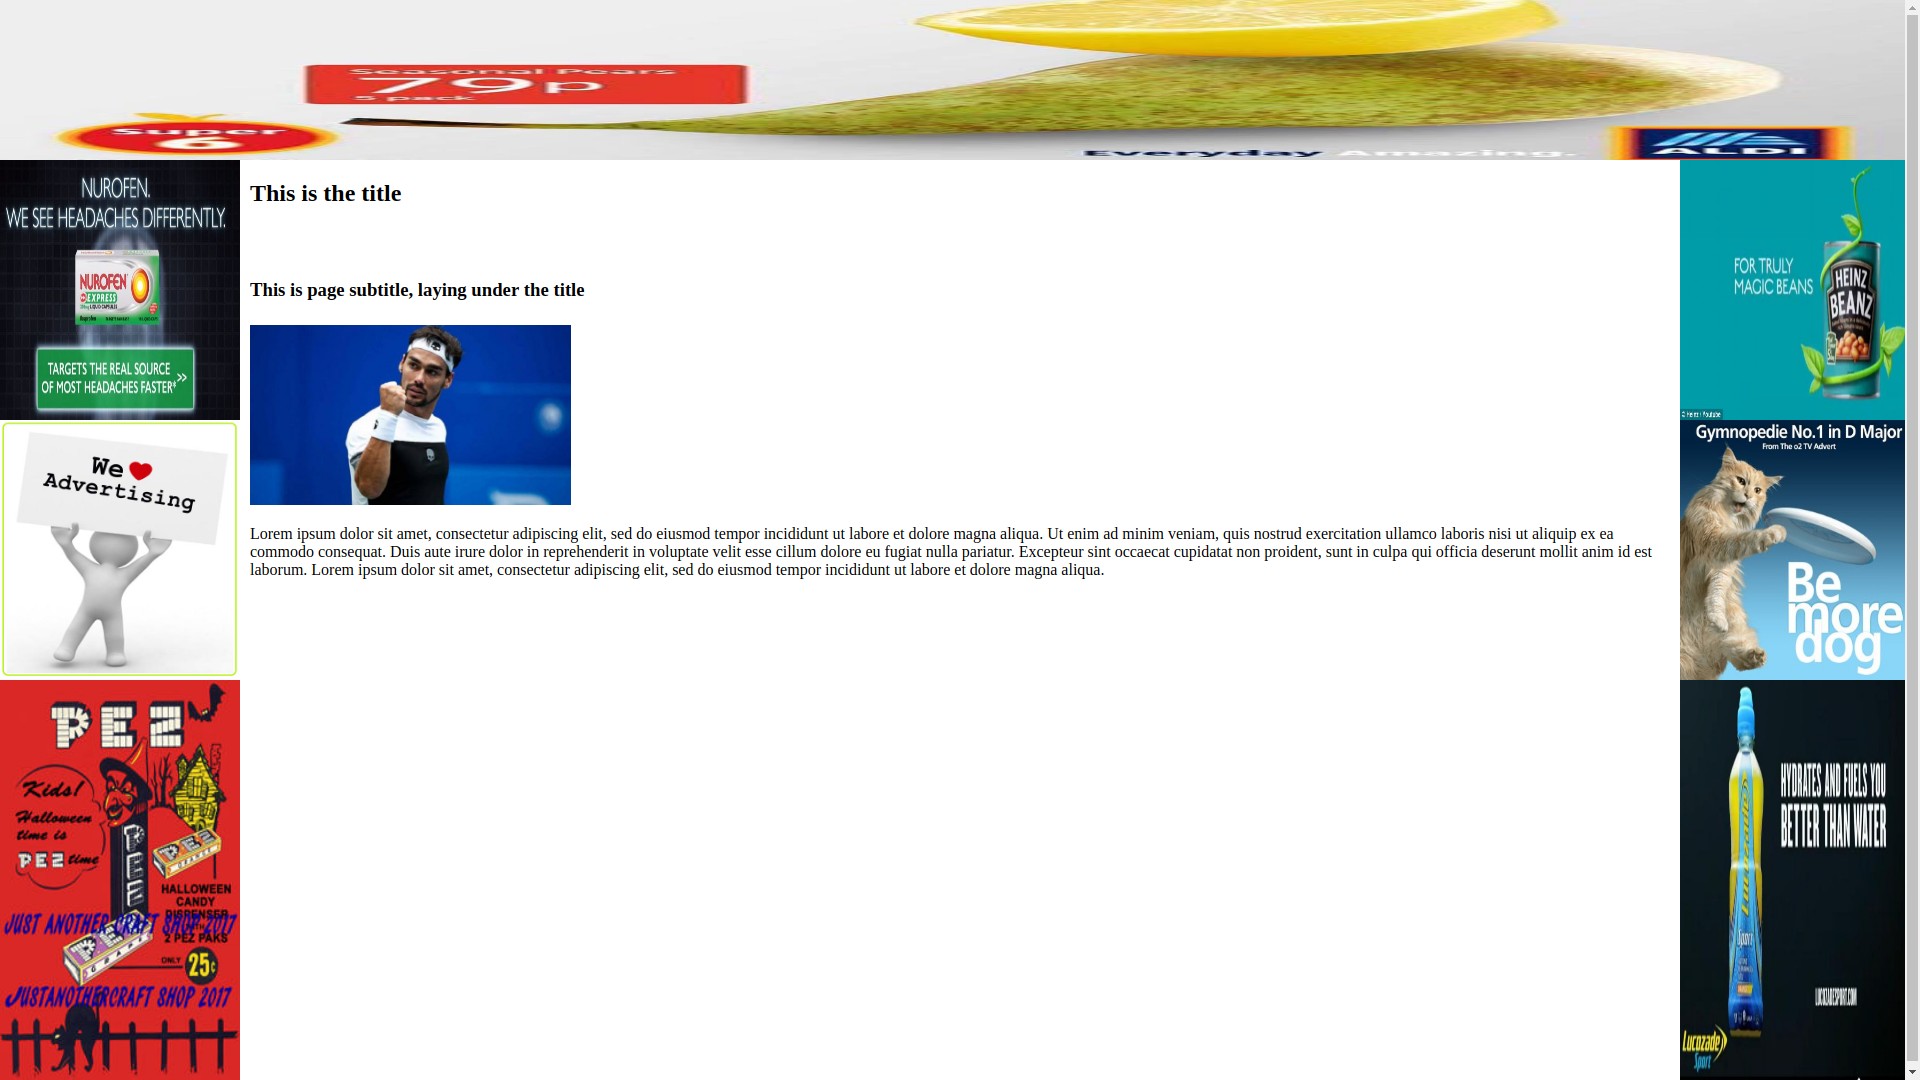 Seasonal Pears
79p
5 pack
Super
6
Everyday Amazing.
ALDI
NUROFEN.
WE SEE HEADACHES DIFFERENTLY.
NUROFEN
EXPRESS
TARGETS THE REAL SOURCE
OF MOST HEADACHES FASTER
We
Advertising
PEZ
Kids!
Halloween
time is
PEZ time
PEZ
PEZ
HALLOWEEN
CANDY
DISPENSER
2 PEZ PAKS
ONLY 25¢
JUST ANOTHER CRAFT SHOP 2017
JUSTANOTHERCRAFT SHOP 2017
This is the title
This is page subtitle, laying under the title
Lorem ipsum dolor sit amet, consectetur adipiscing elit, sed do eiusmod tempor incididunt ut labore et dolore magna aliqua. Ut enim ad minim veniam, quis nostrud exercitation ullamco laboris nisi ut aliquip ex ea
commodo consequat. Duis aute irure dolor in reprehenderit in voluptate velit esse cillum dolore eu fugiat nulla pariatur. Excepteur sint occaecat cupidatat non proident, sunt in culpa qui officia deserunt mollit anim id est
laborum. Lorem ipsum dolor sit amet, consectetur adipiscing elit, sed do eiusmod tempor incididunt ut labore et dolore magna aliqua.
FOR TRULY
MAGIC BEANS
HEINZ
BEANZ
© Heinz / Youtube
Gymnopedie No.1 in D Major
From The o2 TV Advert
Be
more
dog
HYDRATES AND FUELS YOU
BETTER THAN WATER
Lucozade
Sport
LUCOZADESPORT.COM
Lucozade
Sport